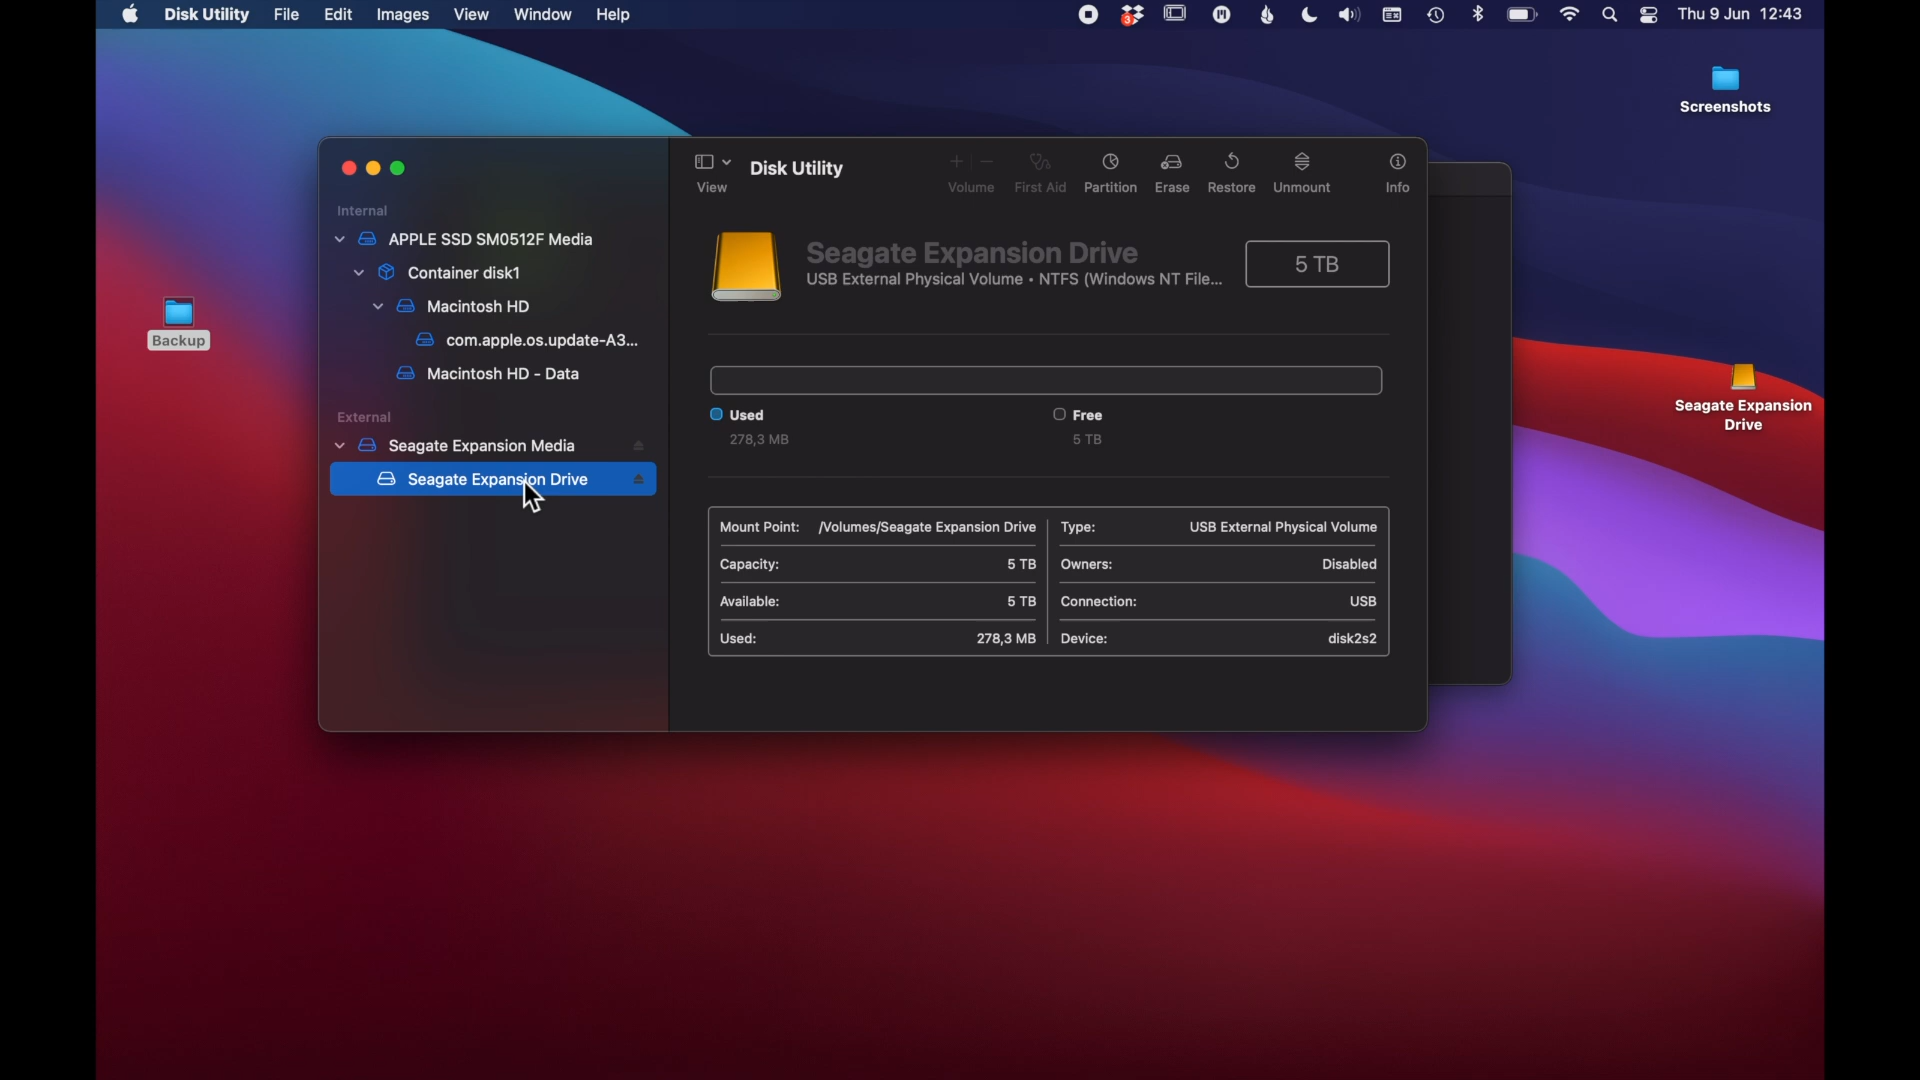 Disk Utility File Edit Images View Window Help 3 Thu 9 Jun 12:43
Screenshots
Backup
Seagate Expansion
Drive
Internal
APPLE SSD SM0512F Media
Container disk1
Macintosh HD
com.apple.os.update-A3...
Macintosh HD - Data
External
Seagate Expansion Media
Seagate Expansion Drive
Disk Utility
View Volume First Aid Partition Erase Restore Unmount Info
Seagate Expansion Drive
USB External Physical Volume • NTFS (Windows NT File...
5 TB
Used Free
278,3 MB 5 TB
Mount Point: /Volumes/Seagate Expansion Drive Type: USB External Physical Volume
Capacity: 5 TB Owners: Disabled
Available: 5 TB Connection: USB
Used: 278,3 MB Device: disk2s2